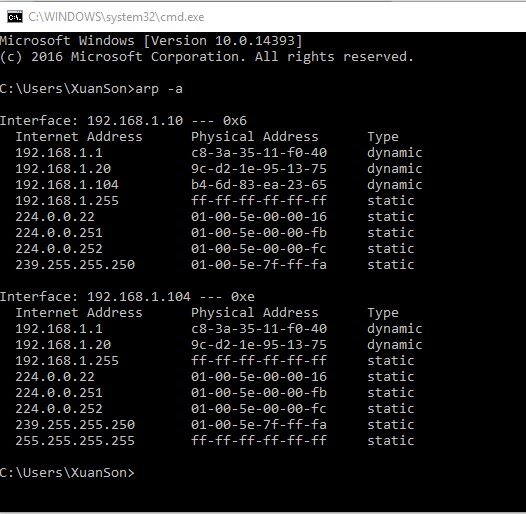 C:\WINDOWS\system32\cmd.exe
Microsoft Windows [Version 10.0.14393]
(c) 2016 Microsoft Corporation. All rights reserved.
C:\Users\XuanSon>arp -a
Interface: 192.168.1.10 --- 0x6
Internet Address Physical Address Type
192.168.1.1 c8-3a-35-11-f0-40 dynamic
192.168.1.20 9c-d2-1e-95-13-75 dynamic
192.168.1.104 b4-6d-83-ea-23-65 dynamic
192.168.1.255 ff-ff-ff-ff-ff-ff static
224.0.0.22 01-00-5e-00-00-16 static
224.0.0.251 01-00-5e-00-00-fb static
224.0.0.252 01-00-5e-00-00-fc static
239.255.255.250 01-00-5e-7f-ff-fa static
Interface: 192.168.1.104 --- 0xe
Internet Address Physical Address Type
192.168.1.1 c8-3a-35-11-f0-40 dynamic
192.168.1.20 9c-d2-1e-95-13-75 dynamic
192.168.1.255 ff-ff-ff-ff-ff-ff static
224.0.0.22 01-00-5e-00-00-16 static
224.0.0.251 01-00-5e-00-00-fb static
224.0.0.252 01-00-5e-00-00-fc static
239.255.255.250 01-00-5e-7f-ff-fa static
255.255.255.255 ff-ff-ff-ff-ff-ff static
C:\Users\XuanSon>